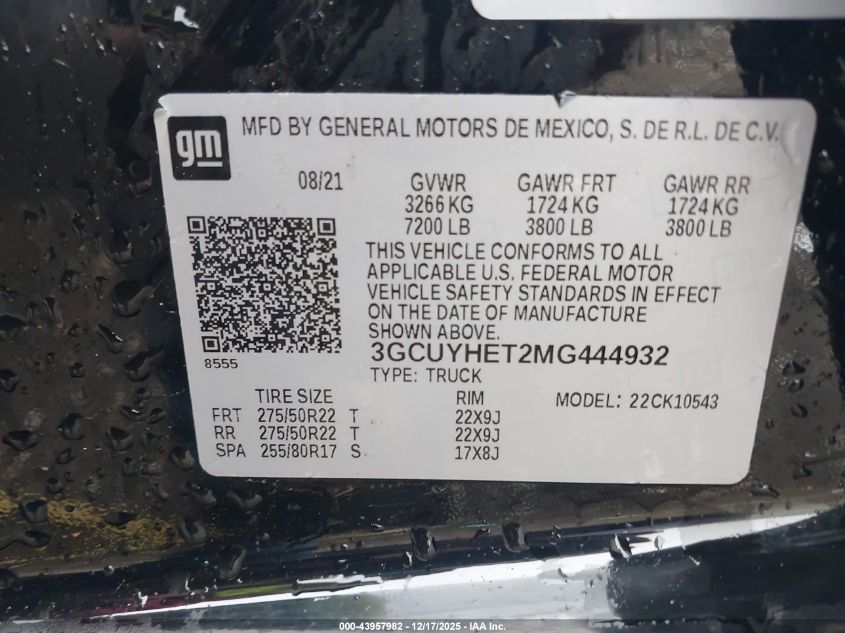 gm
MFD BY GENERAL MOTORS DE MEXICO, S. DE R.L. DE C.V.
08/21 GVWR GAWR FRT GAWR RR
3266 KG 1724 KG 1724 KG
7200 LB 3800 LB 3800 LB
THIS VEHICLE CONFORMS TO ALL
APPLICABLE U.S. FEDERAL MOTOR
VEHICLE SAFETY STANDARDS IN EFFECT
ON THE DATE OF MANUFACTURE
SHOWN ABOVE.
3GCUYHET2MG444932
8555
TYPE: TRUCK
TIRE SIZE RIM MODEL: 22CK10543
FRT 275/50R22 T 22X9J
RR 275/50R22 T 22X9J
SPA 255/80R17 S 17X8J
000-43957982 - 12/17/2025 - IAA Inc.